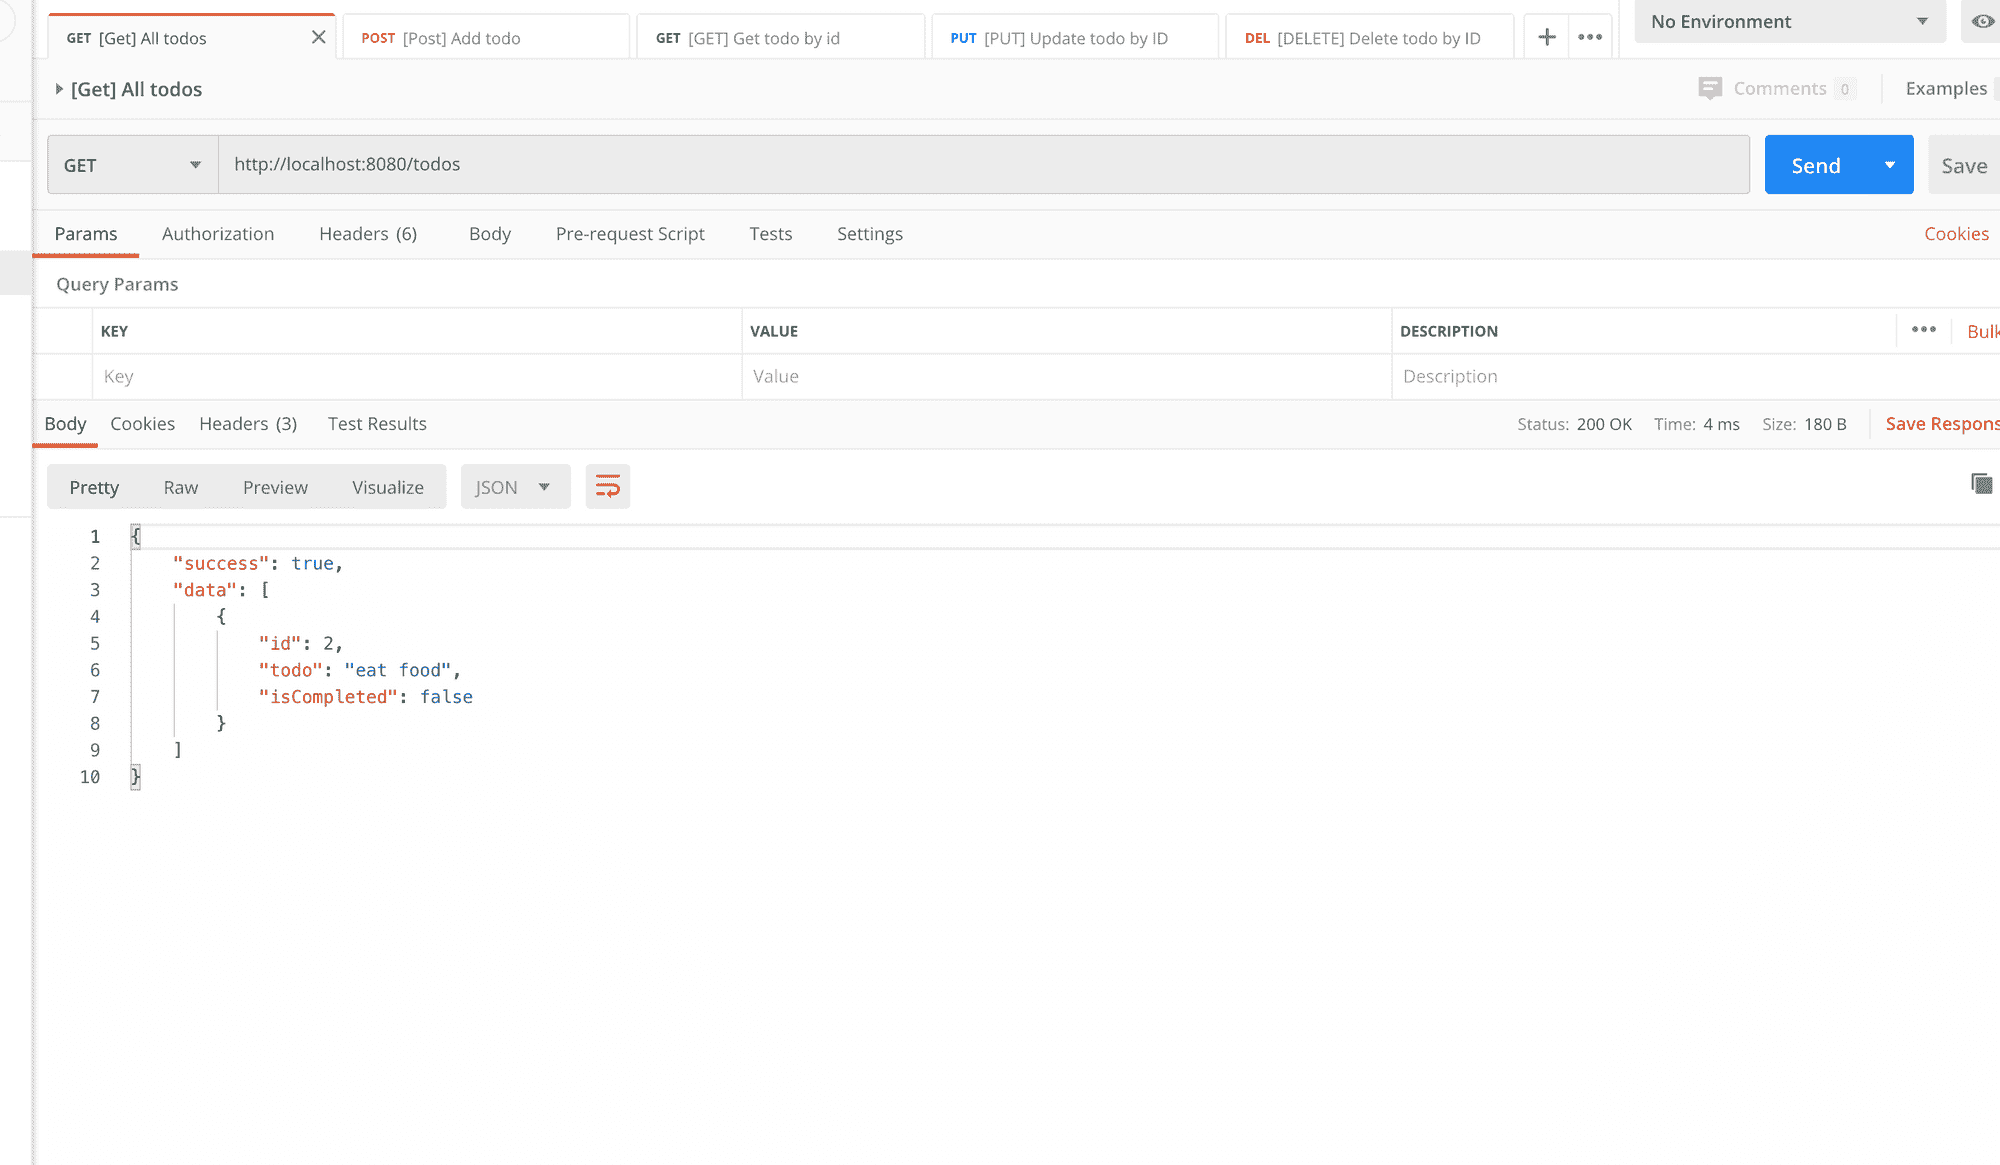 GET [Get] All todos POST [Post] Add todo GET [GET] Get todo by id PUT [PUT] Update todo by ID DEL [DELETE] Delete todo by ID No Environment
[Get] All todos Comments 0 Examples
GET http://localhost:8080/todos Send Save
Params Authorization Headers (6) Body Pre-request Script Tests Settings Cookies
Query Params
KEY VALUE DESCRIPTION Bulk
Key Value Description
Body Cookies Headers (3) Test Results Status: 200 OK Time: 4 ms Size: 180 B Save Respons
Pretty Raw Preview Visualize JSON
1 {
2 "success": true,
3 "data": [
4 {
5 "id": 2,
6 "todo": "eat food",
7 "isCompleted": false
8 }
9 ]
10 }